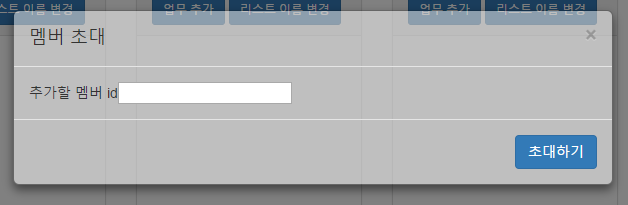 스트 이름 변경 업무 추가 리스트 이름 변경 업무 추가 리스트 이름 변경
멤버 초대 ×
추가할 멤버 id
초대하기